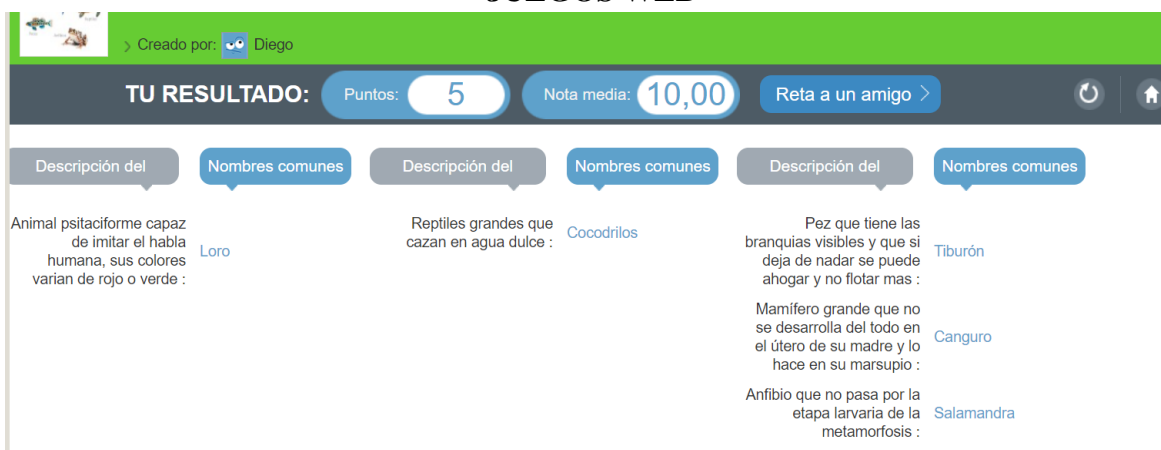 JUEGOS WEB
> Creado por: Diego
TU RESULTADO: Puntos: 5 Nota media: 10,00 Reta a un amigo >
Descripción del Nombres comunes Descripción del Nombres comunes Descripción del Nombres comunes
Animal psitaciforme capaz
de imitar el habla
humana, sus colores
varian de rojo o verde :
Loro
Reptiles grandes que
cazan en agua dulce :
Cocodrilos
Pez que tiene las
branquias visibles y que si
deja de nadar se puede
ahogar y no flotar mas :
Tiburón
Mamífero grande que no
se desarrolla del todo en
el útero de su madre y lo
hace en su marsupio :
Canguro
Anfibio que no pasa por la
etapa larvaria de la
metamorfosis :
Salamandra